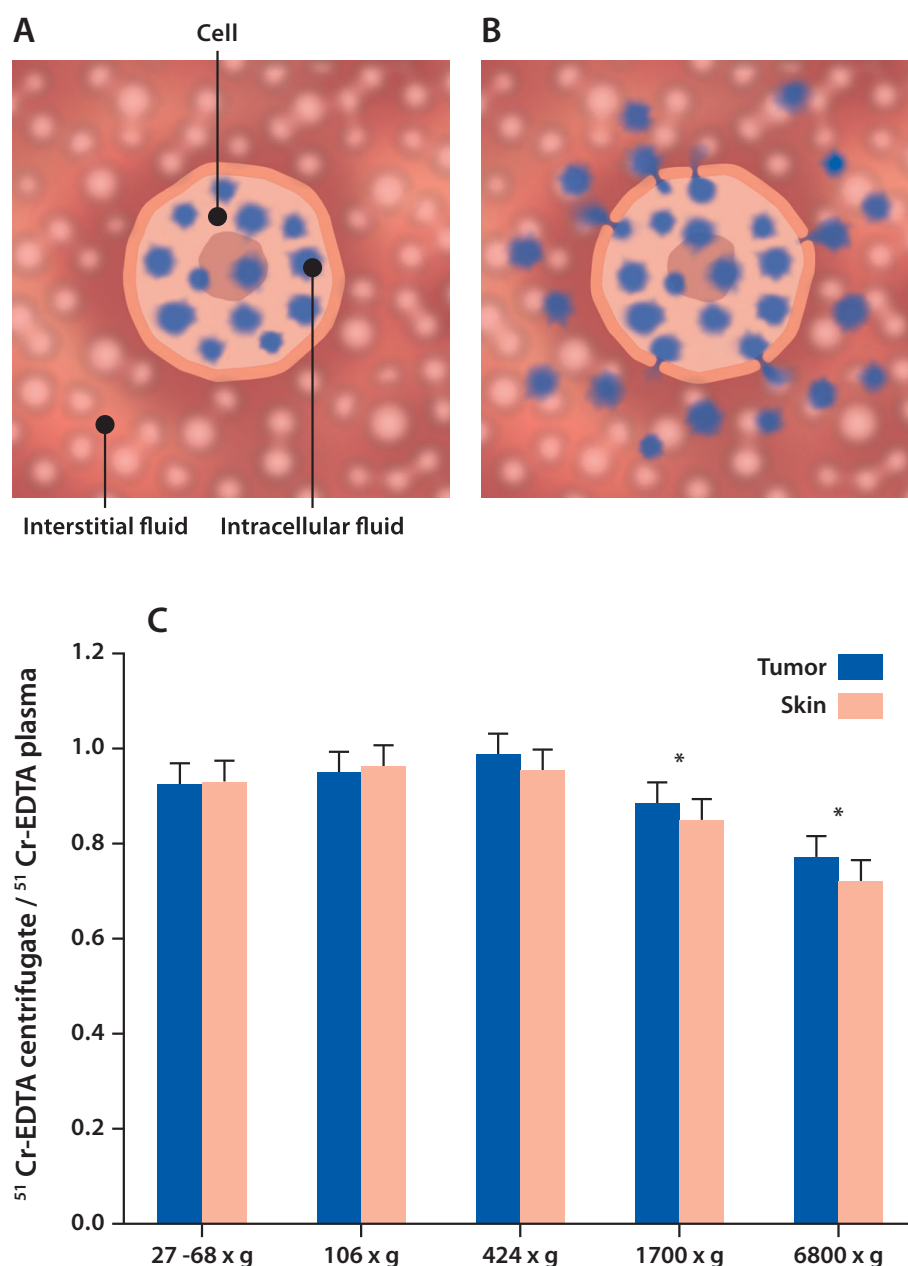 A
Cell
B
Interstitial fluid
Intracellular fluid
C
⁵¹ Cr-EDTA centrifugate / ⁵¹ Cr-EDTA plasma
1.2
1.0
0.8
0.6
0.4
0.2
0.0
Tumor
Skin
*
*
27 -68 x g
106 x g
424 x g
1700 x g
6800 x g